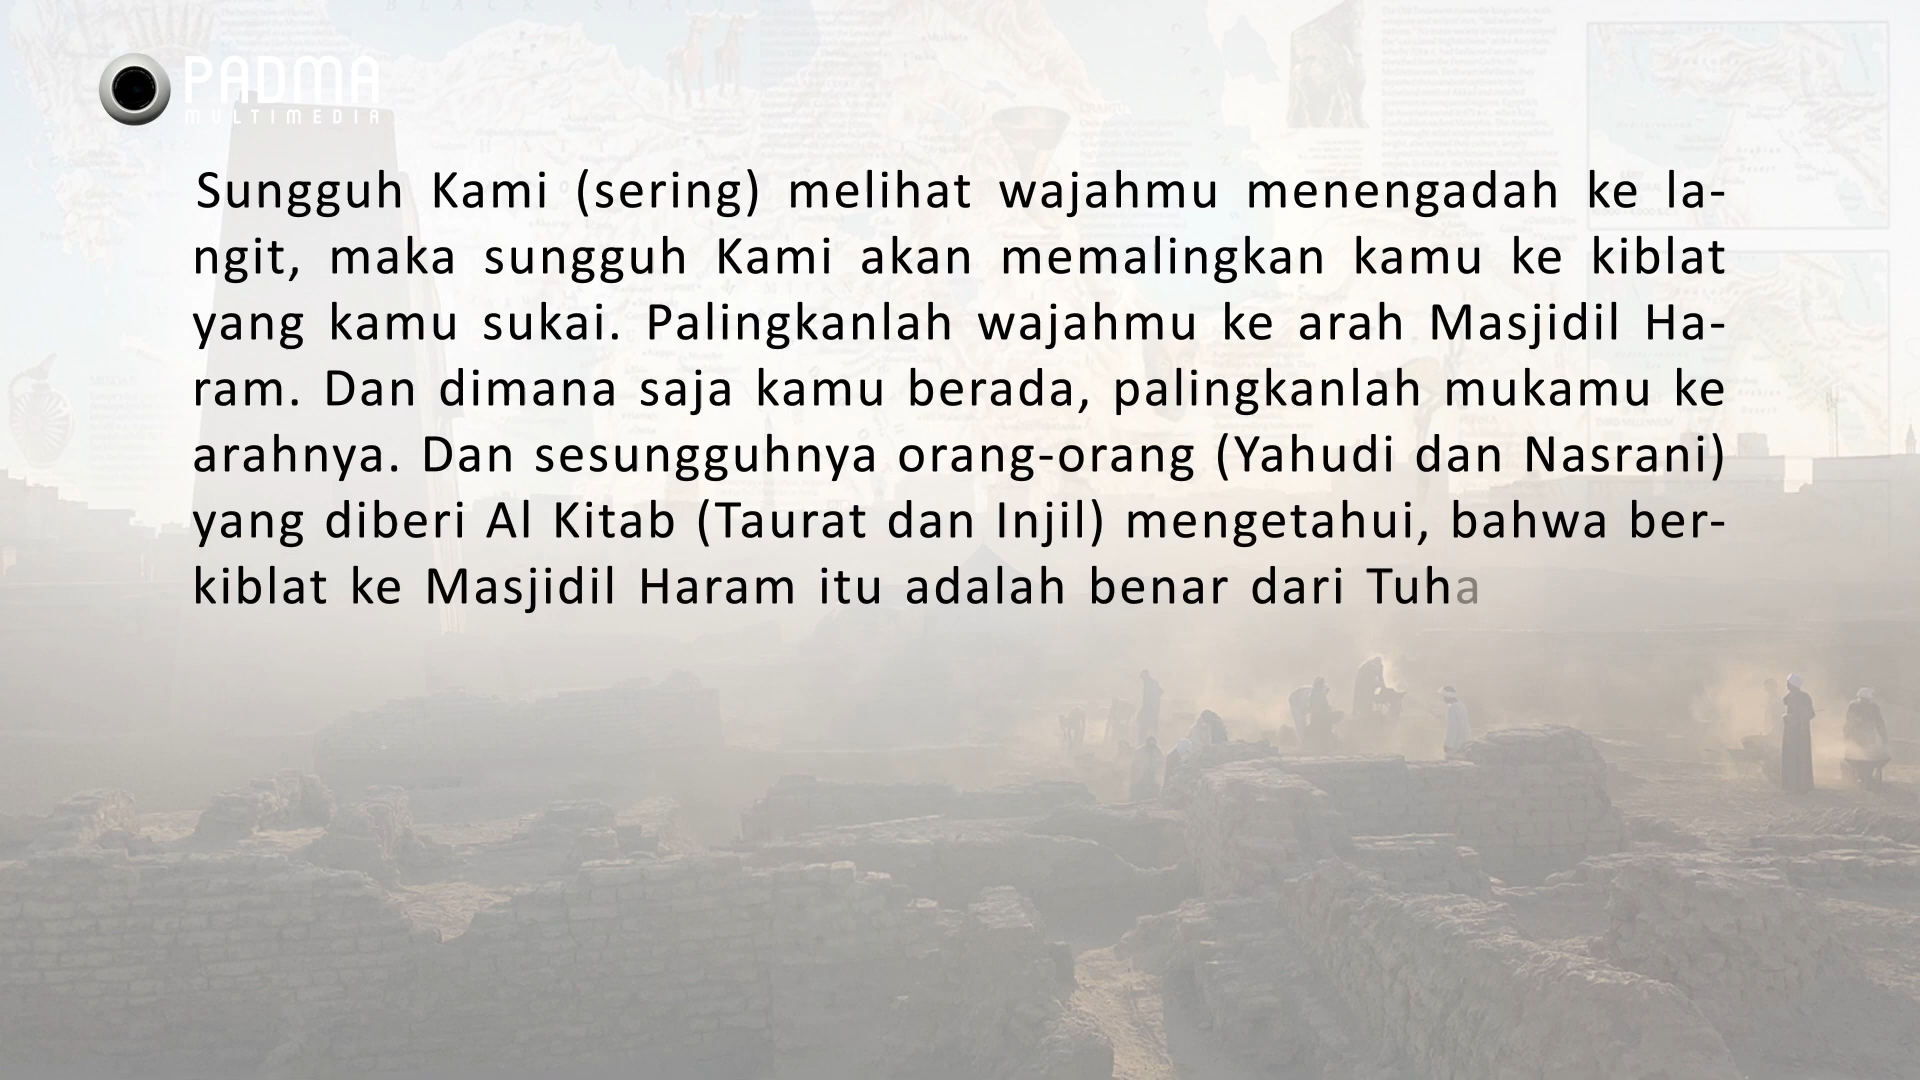 PADMA
MULTIMEDIA
Sungguh Kami (sering) melihat wajahmu menengadah ke la-
ngit, maka sungguh Kami akan memalingkan kamu ke kiblat
yang kamu sukai. Palingkanlah wajahmu ke arah Masjidil Ha-
ram. Dan dimana saja kamu berada, palingkanlah mukamu ke
arahnya. Dan sesungguhnya orang-orang (Yahudi dan Nasrani)
yang diberi Al Kitab (Taurat dan Injil) mengetahui, bahwa ber-
kiblat ke Masjidil Haram itu adalah benar dari Tuha